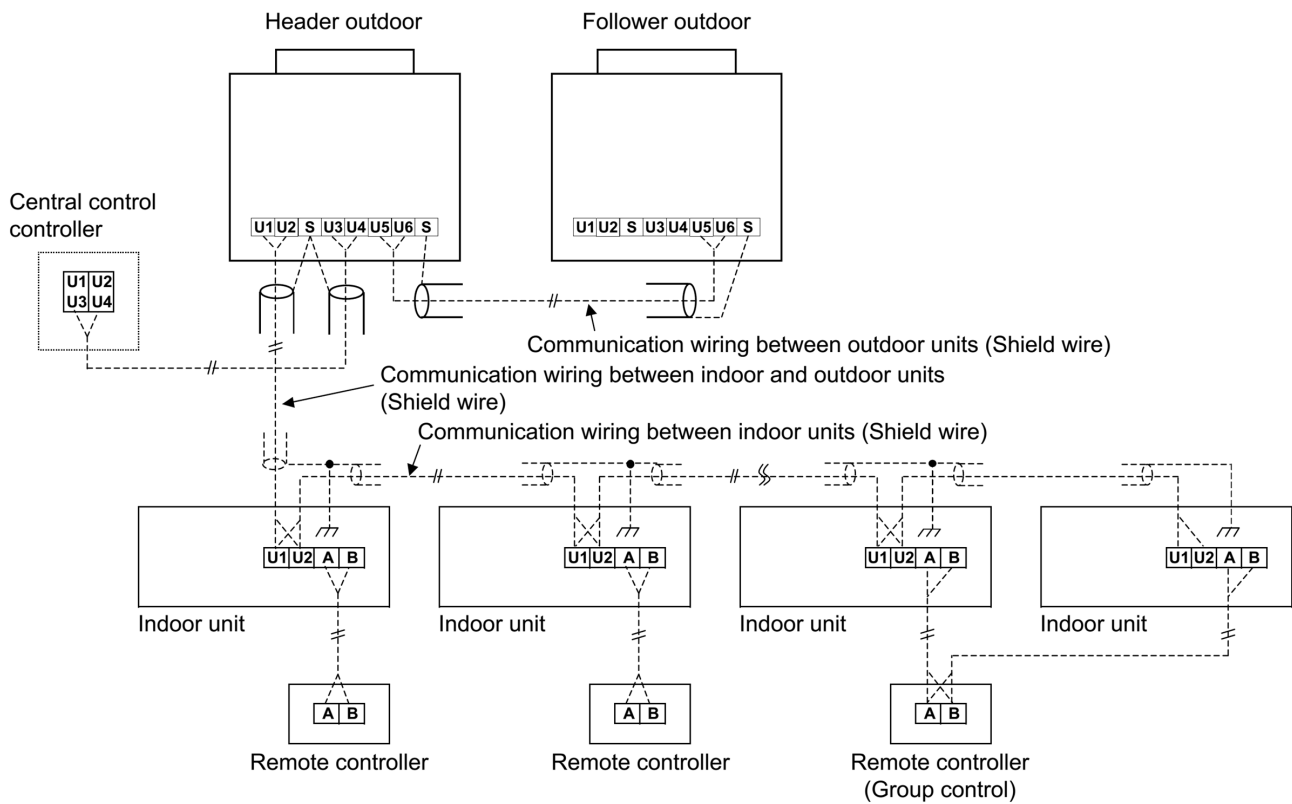 Header outdoor
Follower outdoor
U1 U2 S U3 U4 U5 U6 S
U1 U2 S U3 U4 U5 U6 S
Central control
controller
U1 U2
U3 U4
Communication wiring between outdoor units (Shield wire)
Communication wiring between indoor and outdoor units
(Shield wire)
Communication wiring between indoor units (Shield wire)
U1 U2 A B
U1 U2 A B
U1 U2 A B
U1 U2 A B
Indoor unit
Indoor unit
Indoor unit
Indoor unit
A B
A B
A B
Remote controller
Remote controller
Remote controller
(Group control)